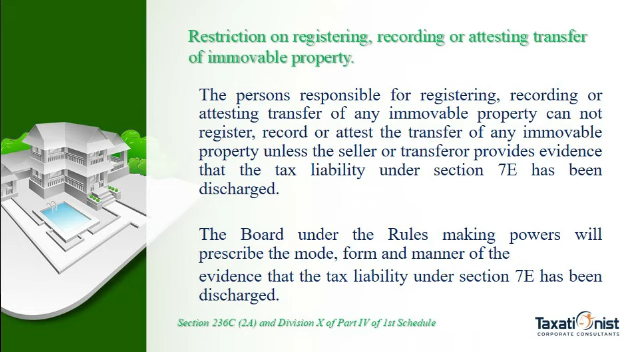 Restriction on registering, recording or attesting transfer
of immovable property.
The persons responsible for registering, recording or
attesting transfer of any immovable property can not
register, record or attest the transfer of any immovable
property unless the seller or transferor provides evidence
that the tax liability under section 7E has been
discharged.
The Board under the Rules making powers will
prescribe the mode, form and manner of the
evidence that the tax liability under section 7E has been
discharged.
Section 236C (2A) and Division X of Part IV of 1st Schedule
Taxationist
CORPORATE CONSULTANTS